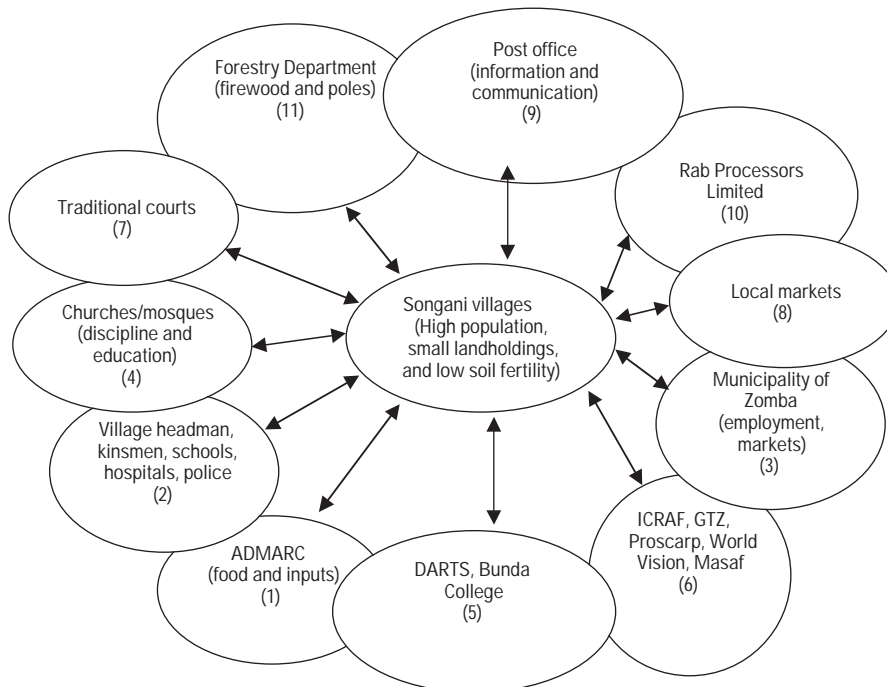 Post office
(information and
communication)
(9)
Forestry Department
(firewood and poles)
(11)
Rab Processors
Limited
(10)
Traditional courts
(7)
Local markets
(8)
Songani villages
(High population,
small landholdings,
and low soil fertility)
Churches/mosques
(discipline and
education)
(4)
Municipality of
Zomba
(employment,
markets)
(3)
Village headman,
kinsmen, schools,
hospitals, police
(2)
ICRAF, GTZ,
Proscarp, World
Vision, Masaf
(6)
ADMARC
(food and inputs)
(1)
DARTS, Bunda
College
(5)